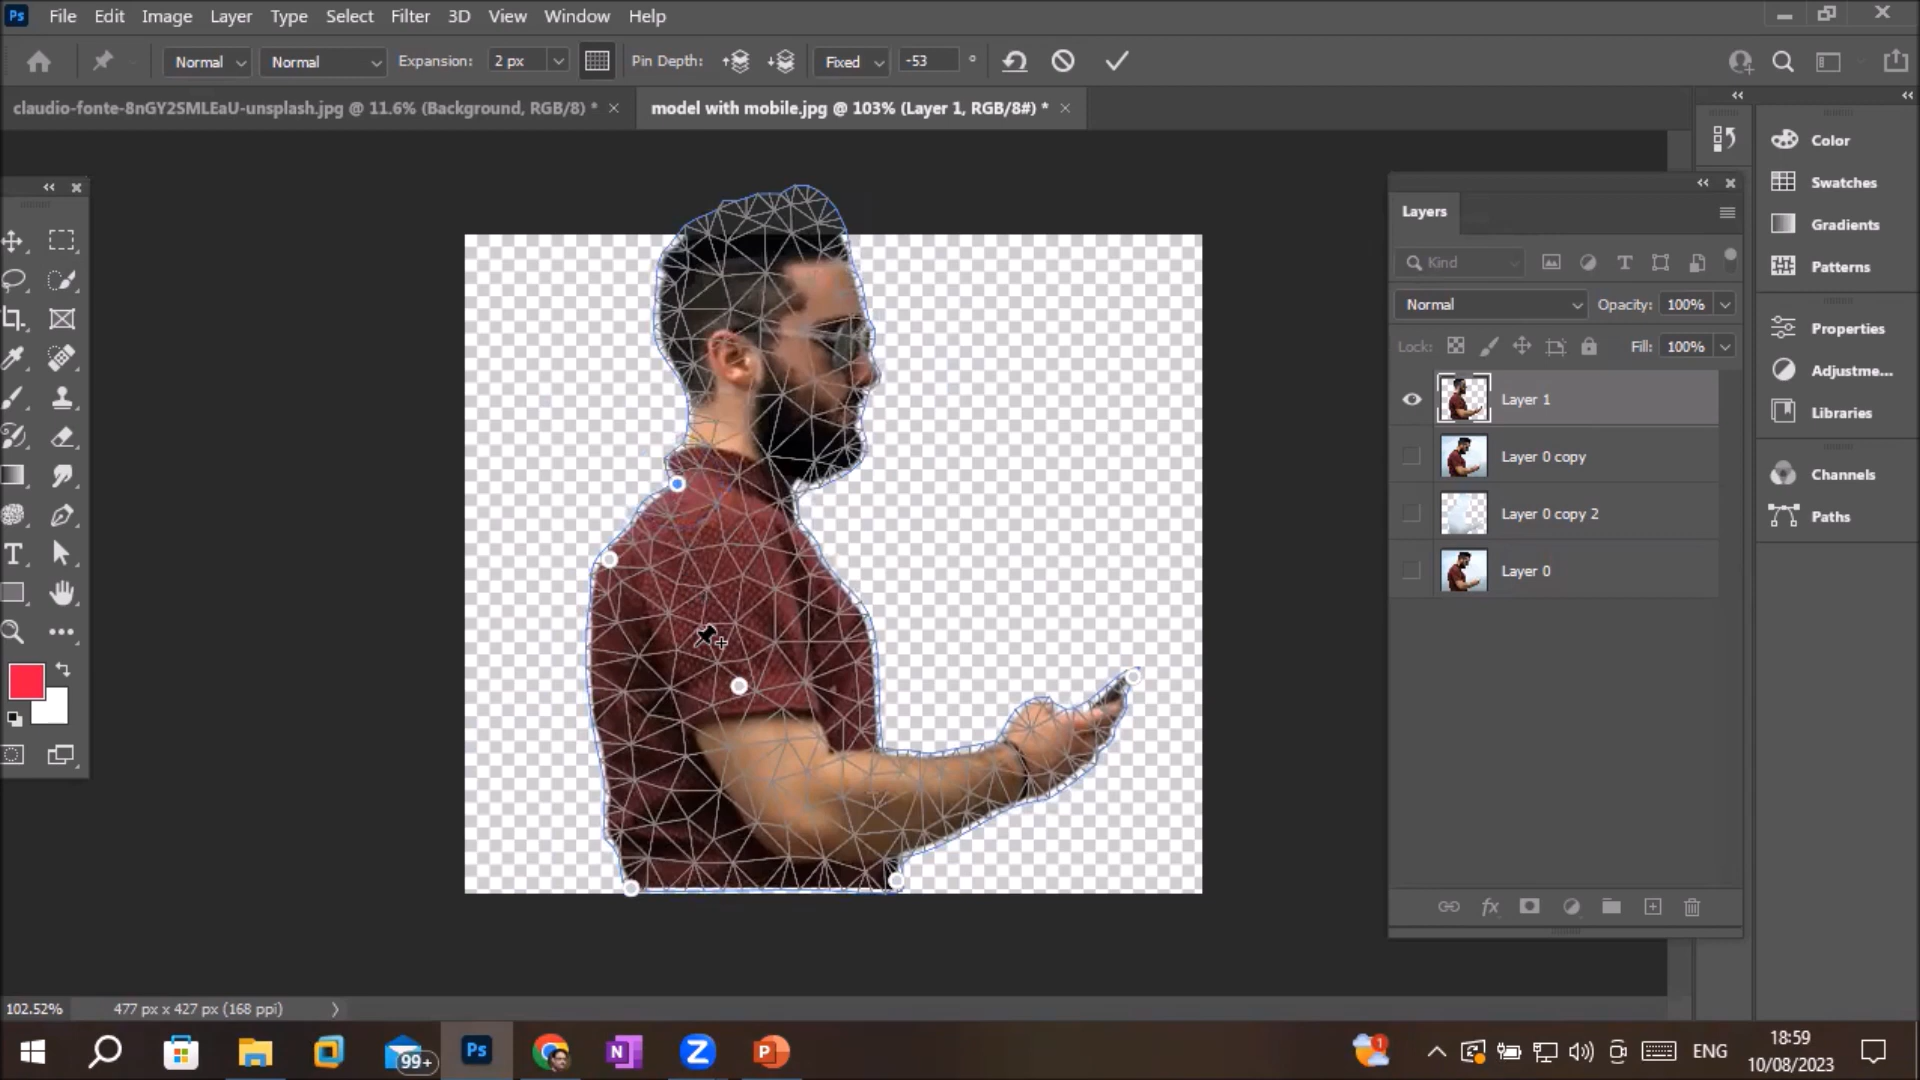 Ps File Edit Image Layer Type Select Filter 3D View Window Help
Normal Normal Expansion: 2 px Pin Depth: Fixed -53 °
claudio-fonte-8nGY2SMLEaU-unsplash.jpg @ 11.6% (Background, RGB/8) * × model with mobile.jpg @ 103% (Layer 1, RGB/8#) * ×
Color
Swatches
Gradients
Patterns
Properties
Adjustme...
Libraries
Channels
Paths
Layers
Kind
Normal Opacity: 100%
Lock: Fill: 100%
Layer 1
Layer 0 copy
Layer 0 copy 2
Layer 0
fx
T
102.52% 477 px x 427 px (168 ppi)
99+ Ps N Z P 1 ENG 18:59
10/08/2023